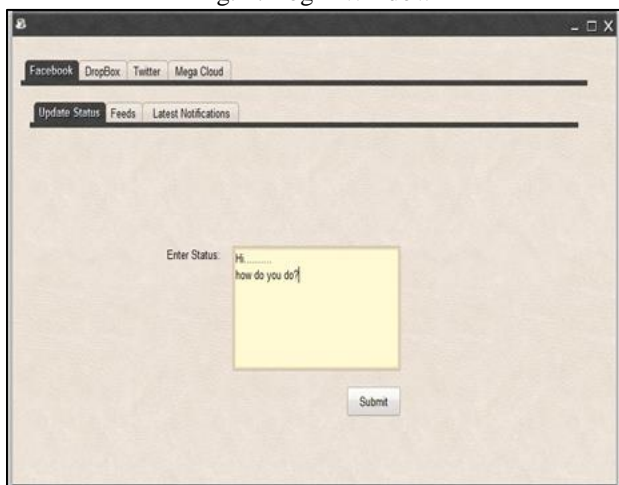 Facebook DropBox Twitter Mega Cloud
Update Status Feeds Latest Notifications
Enter Status:
Hi..........
how do you do?
Submit